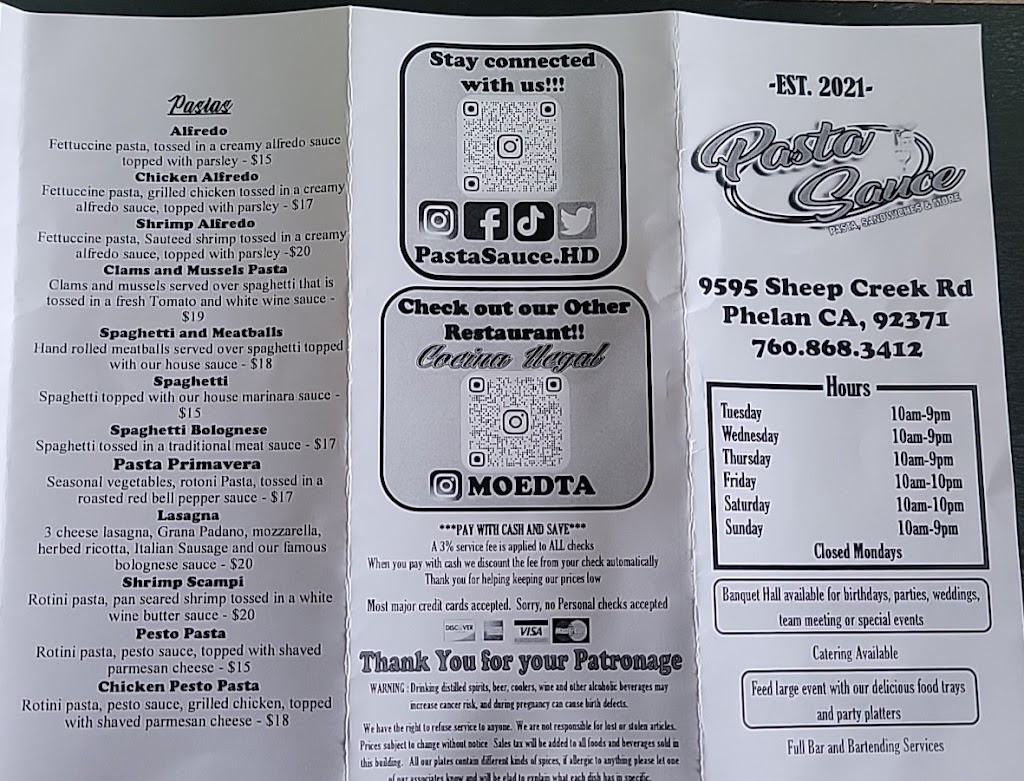 Pastas
Alfredo
Fettuccine pasta, tossed in a creamy alfredo sauce
topped with parsley - $15
Chicken Alfredo
Fettuccine pasta, grilled chicken tossed in a creamy
alfredo sauce, topped with parsley - $17
Shrimp Alfredo
Fettuccine pasta, Sauteed shrimp tossed in a creamy
alfredo sauce, topped with parsley -$20
Clams and Mussels Pasta
Clams and mussels served over spaghetti that is
tossed in a fresh Tomato and white wine sauce -
$19
Spaghetti and Meatballs
Hand rolled meatballs served over spaghetti topped
with our house sauce - $18
Spaghetti
Spaghetti topped with our house marinara sauce -
$15
Spaghetti Bolognese
Spaghetti tossed in a traditional meat sauce - $17
Pasta Primavera
Seasonal vegetables, rotoni Pasta, tossed in a
roasted red bell pepper sauce - $17
Lasagna
3 cheese lasagna, Grana Padano, mozzarella,
herbed ricotta, Italian Sausage and our famous
bolognese sauce - $20
Shrimp Scampi
Rotini pasta, pan seared shrimp tossed in a white
wine butter sauce - $20
Pesto Pasta
Rotini pasta, pesto sauce, topped with shaved
parmesan cheese - $15
Chicken Pesto Pasta
Rotini pasta, pesto sauce, grilled chicken, topped
with shaved parmesan cheese - $18
Stay connected
with us!!!
PastaSauce.HD
Check out our Other
Restaurant!!
Cocina Ilegal
MOEDTA
***PAY WITH CASH AND SAVE***
A 3% service fee is applied to ALL checks
When you pay with cash we discount the fee from your check automatically
Thank you for helping keeping our prices low
Most major credit cards accepted. Sorry, no Personal checks accepted
DISCOVER VISA MasterCard
Thank You for your Patronage
WARNING : Drinking distilled spirits, beer, coolers, wine and other alcoholic beverages may
increase cancer risk, and during pregnancy can cause birth defects.
We have the right to refuse service to anyone. We are not responsible for lost or stolen articles.
Prices subject to change without notice Sales tax will be added to all foods and beverages sold in
this building. All our plates contain different kinds of spices, if allergic to anything please let one
of our associates know and will be glad to explain what each dish has in specific.
-EST. 2021-
Pasta
Sauce
PASTA, SANDWICHES & MORE
9595 Sheep Creek Rd
Phelan CA, 92371
760.868.3412
Hours
Tuesday 10am-9pm
Wednesday 10am-9pm
Thursday 10am-9pm
Friday 10am-10pm
Saturday 10am-10pm
Sunday 10am-9pm
Closed Mondays
Banquet Hall available for birthdays, parties, weddings,
team meeting or special events
Catering Available
Feed large event with our delicious food trays
and party platters
Full Bar and Bartending Services